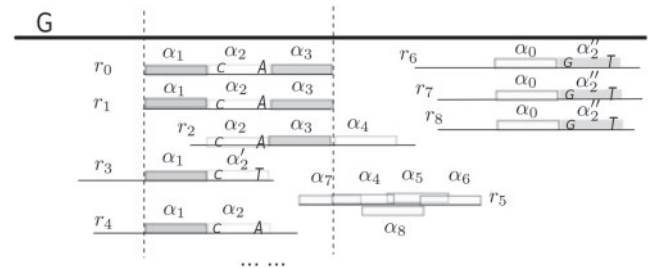 G
α₁ α₂ α₃
r₀ C A
α₁ α₂ α₃
r₁ C A
r₂ α₂ α₃ α₄
C A
r₃ α₁ α₂′
C T
α₇ α₄ α₅ α₆
r₅
α₈
r₄ α₁ α₂
C A
... ...
r₆ α₀ α₂″
G T
r₇ α₀ α₂″
G T
r₈ α₀ α₂″
G T